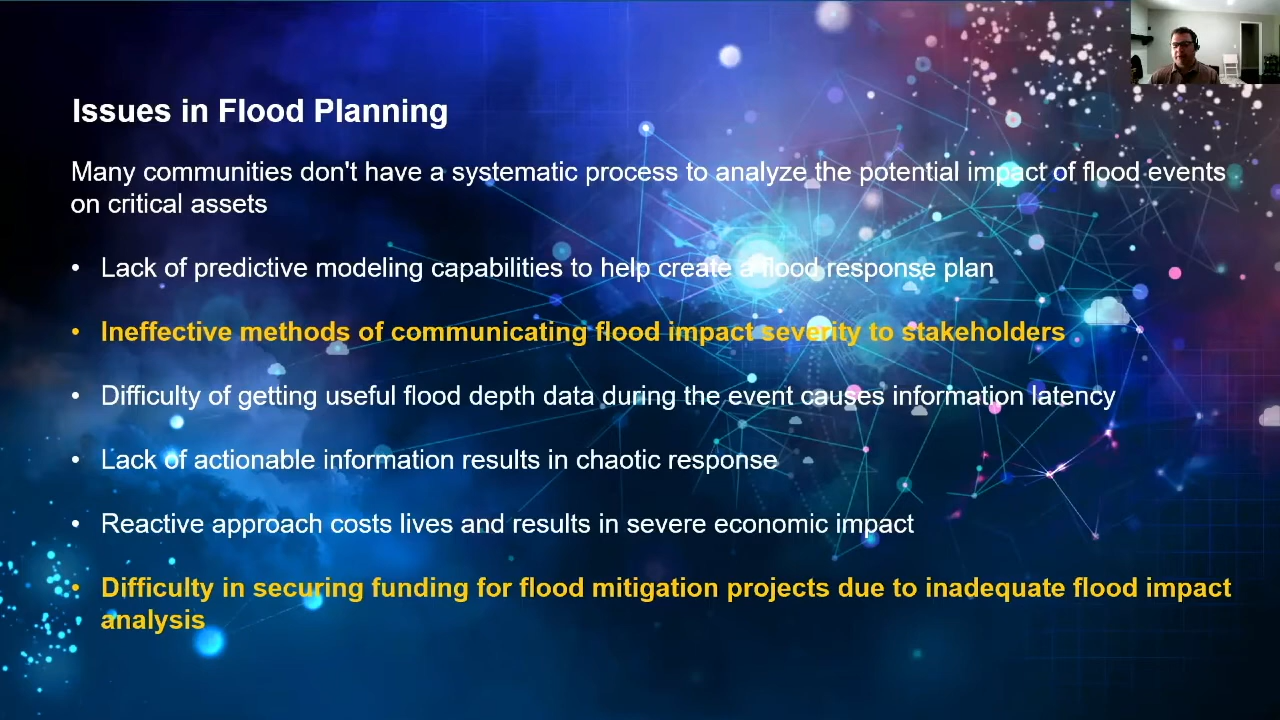 Issues in Flood Planning
Many communities don't have a systematic process to analyze the potential impact of flood events
on critical assets
• Lack of predictive modeling capabilities to help create a flood response plan
• Ineffective methods of communicating flood impact severity to stakeholders
• Difficulty of getting useful flood depth data during the event causes information latency
• Lack of actionable information results in chaotic response
• Reactive approach costs lives and results in severe economic impact
• Difficulty in securing funding for flood mitigation projects due to inadequate flood impact
analysis